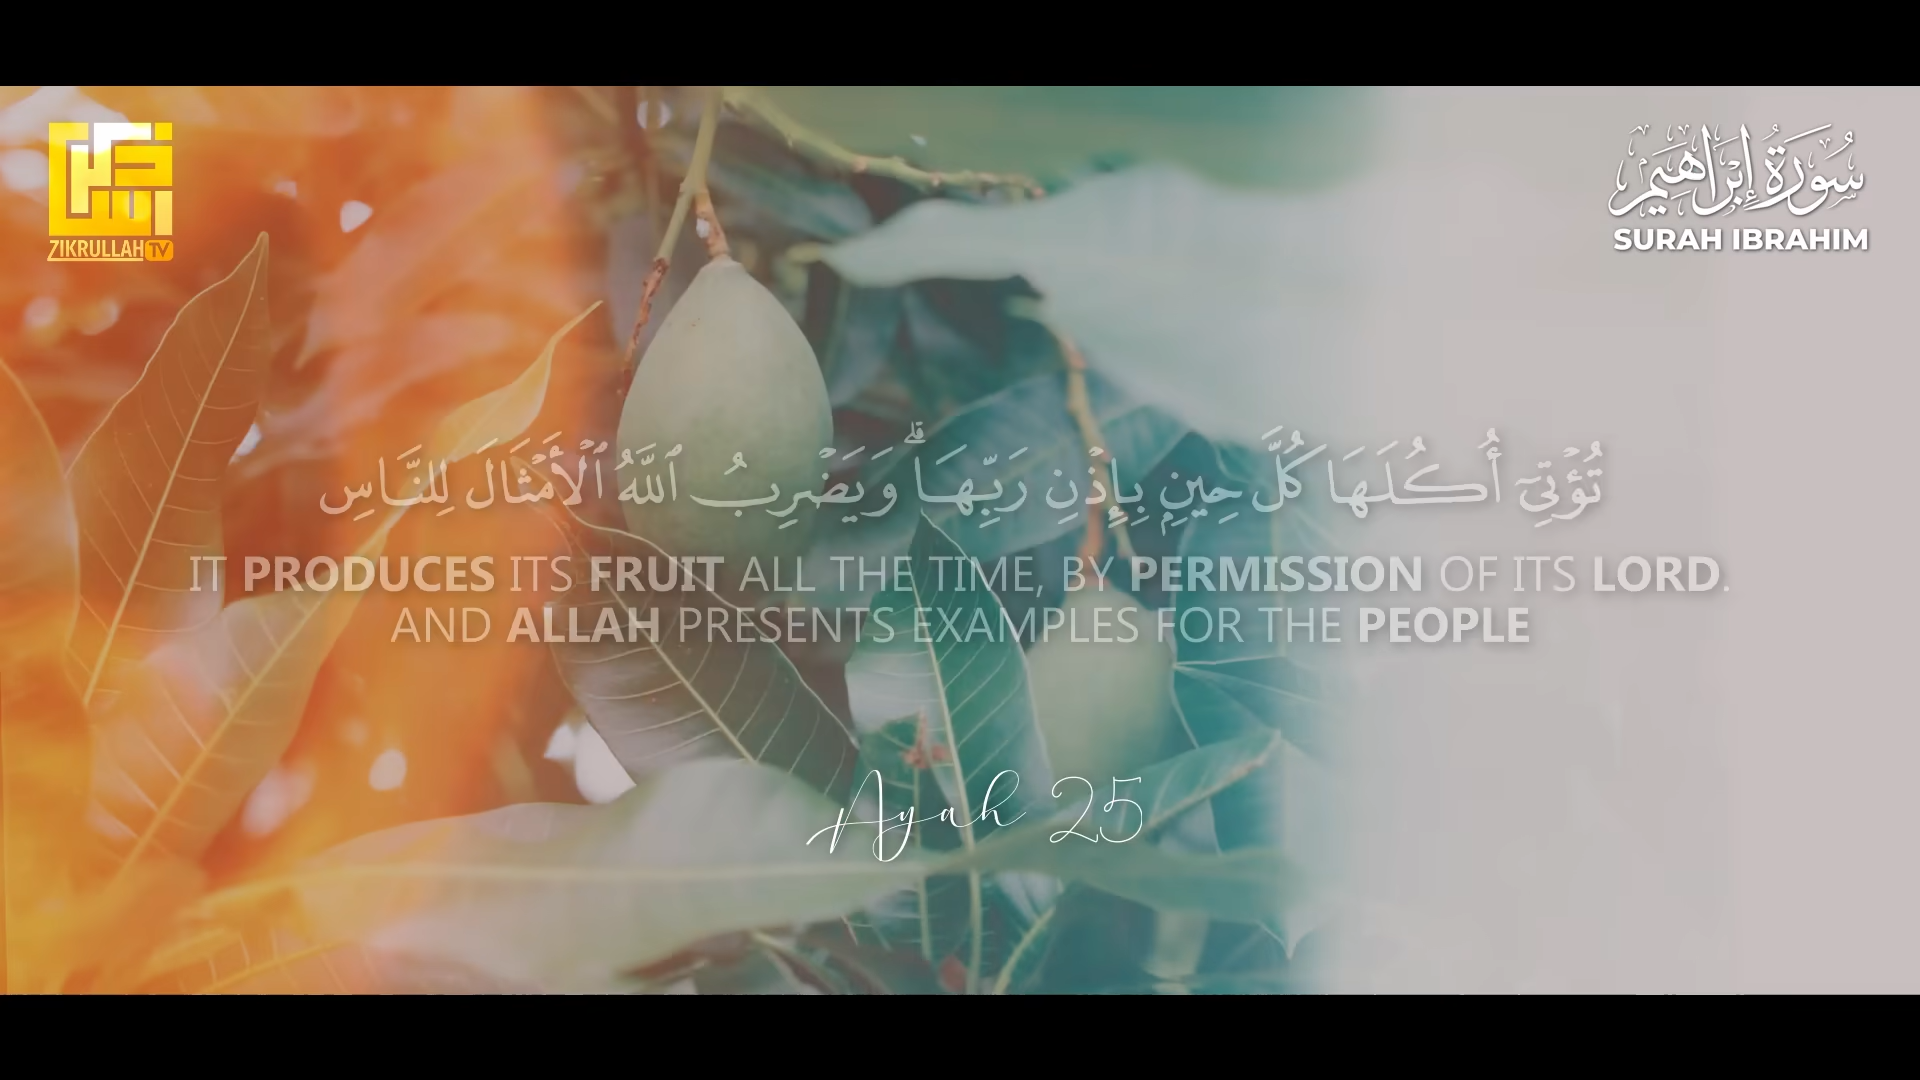 ZIKRULLAH TV
سُورَةُ إِبْرَاهِيم
SURAH IBRAHIM
تُؤْتِىٓ أُكُلَهَا كُلَّ حِينٍۭ بِإِذْنِ رَبِّهَا ۗ وَيَضْرِبُ ٱللَّهُ ٱلْأَمْثَالَ لِلنَّاسِ
IT PRODUCES ITS FRUIT ALL THE TIME, BY PERMISSION OF ITS LORD.
AND ALLAH PRESENTS EXAMPLES FOR THE PEOPLE
Ayah 25